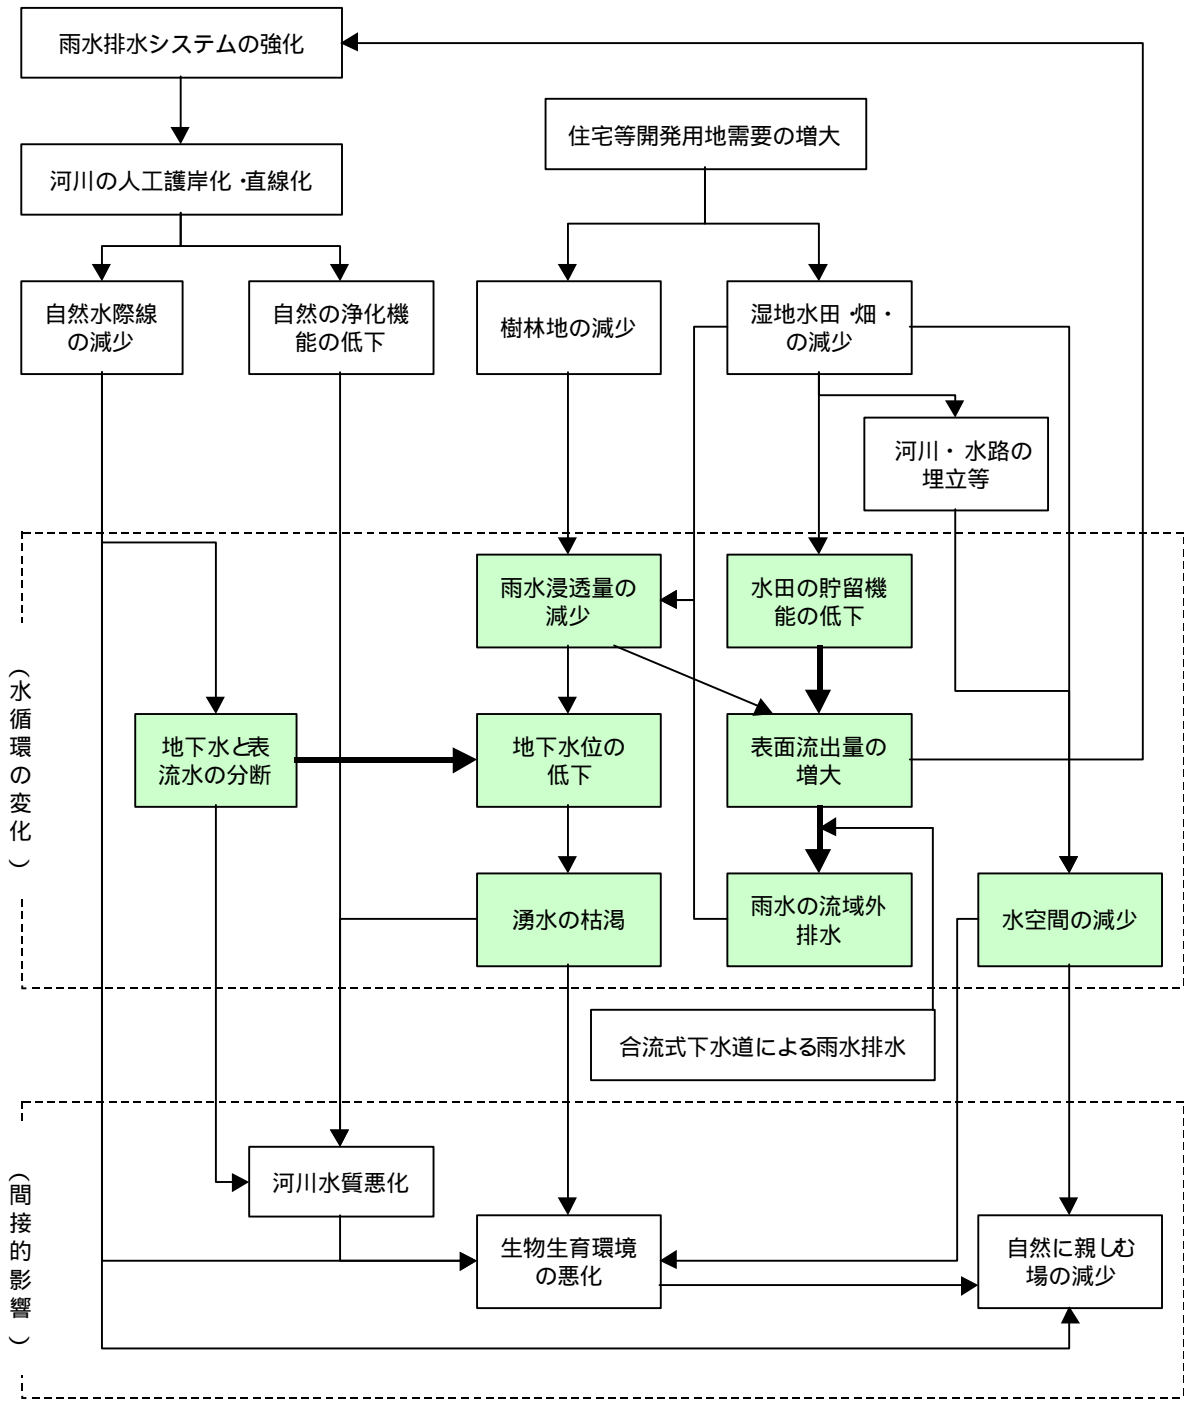 雨水排水システムの強化
住宅等開発用地需要の増大
河川の人工護岸化・直線化
自然水際線
の減少
自然の浄化機
能の低下
樹林地の減少
湿地水田・畑・
の減少
河川・水路の
埋立等
（水循環の変化）
雨水浸透量の
減少
水田の貯留機
能の低下
地下水と表
流水の分断
地下水位の
低下
表面流出量の
増大
湧水の枯渇
雨水の流域外
排水
水空間の減少
合流式下水道による雨水排水
（間接的影響）
河川水質悪化
生物生育環境
の悪化
自然に親しむ
場の減少